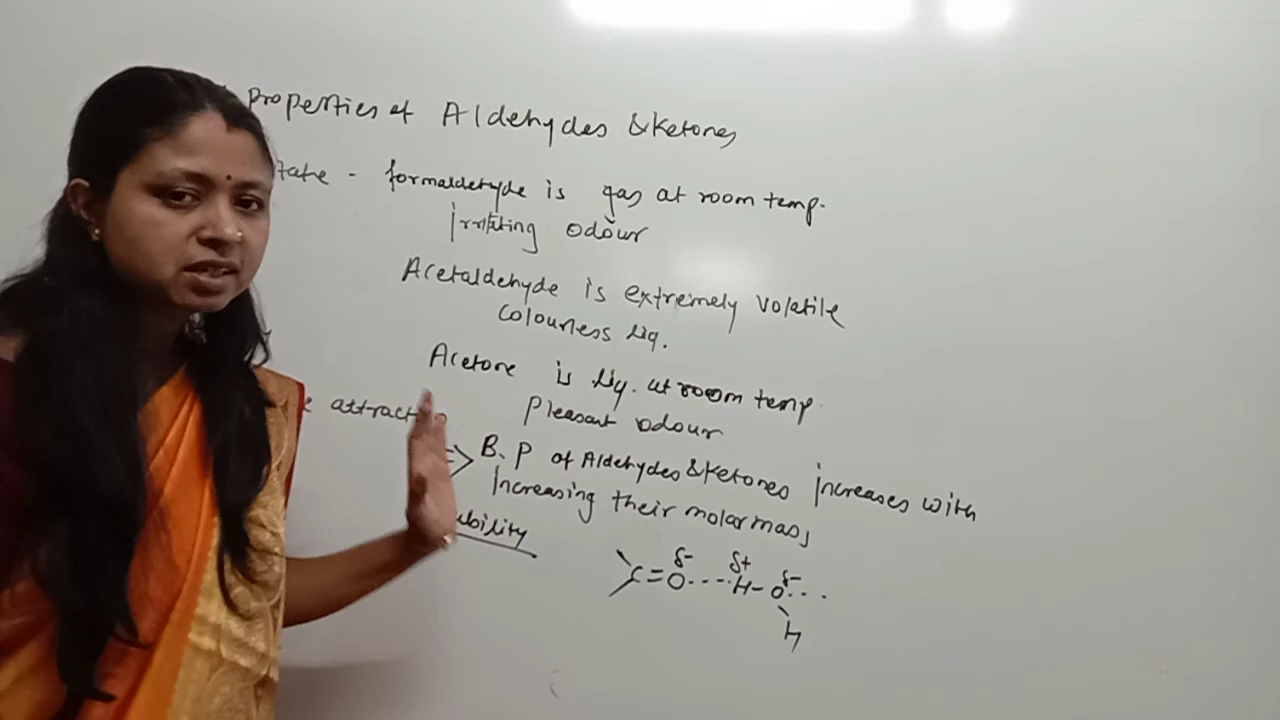 properties of Aldehydes & Ketones
tate - formaldehyde is gas at room temp.
Irritating odour
Acetaldehyde is extremely volatile
colourless liq.
Acetone is liq. at room temp.
pleasant odour
attract
=> B.P of Aldehydes & Ketones increases with
Increasing their molar mass
ubility
δ- δ+ δ-
C=O----H-O...
H